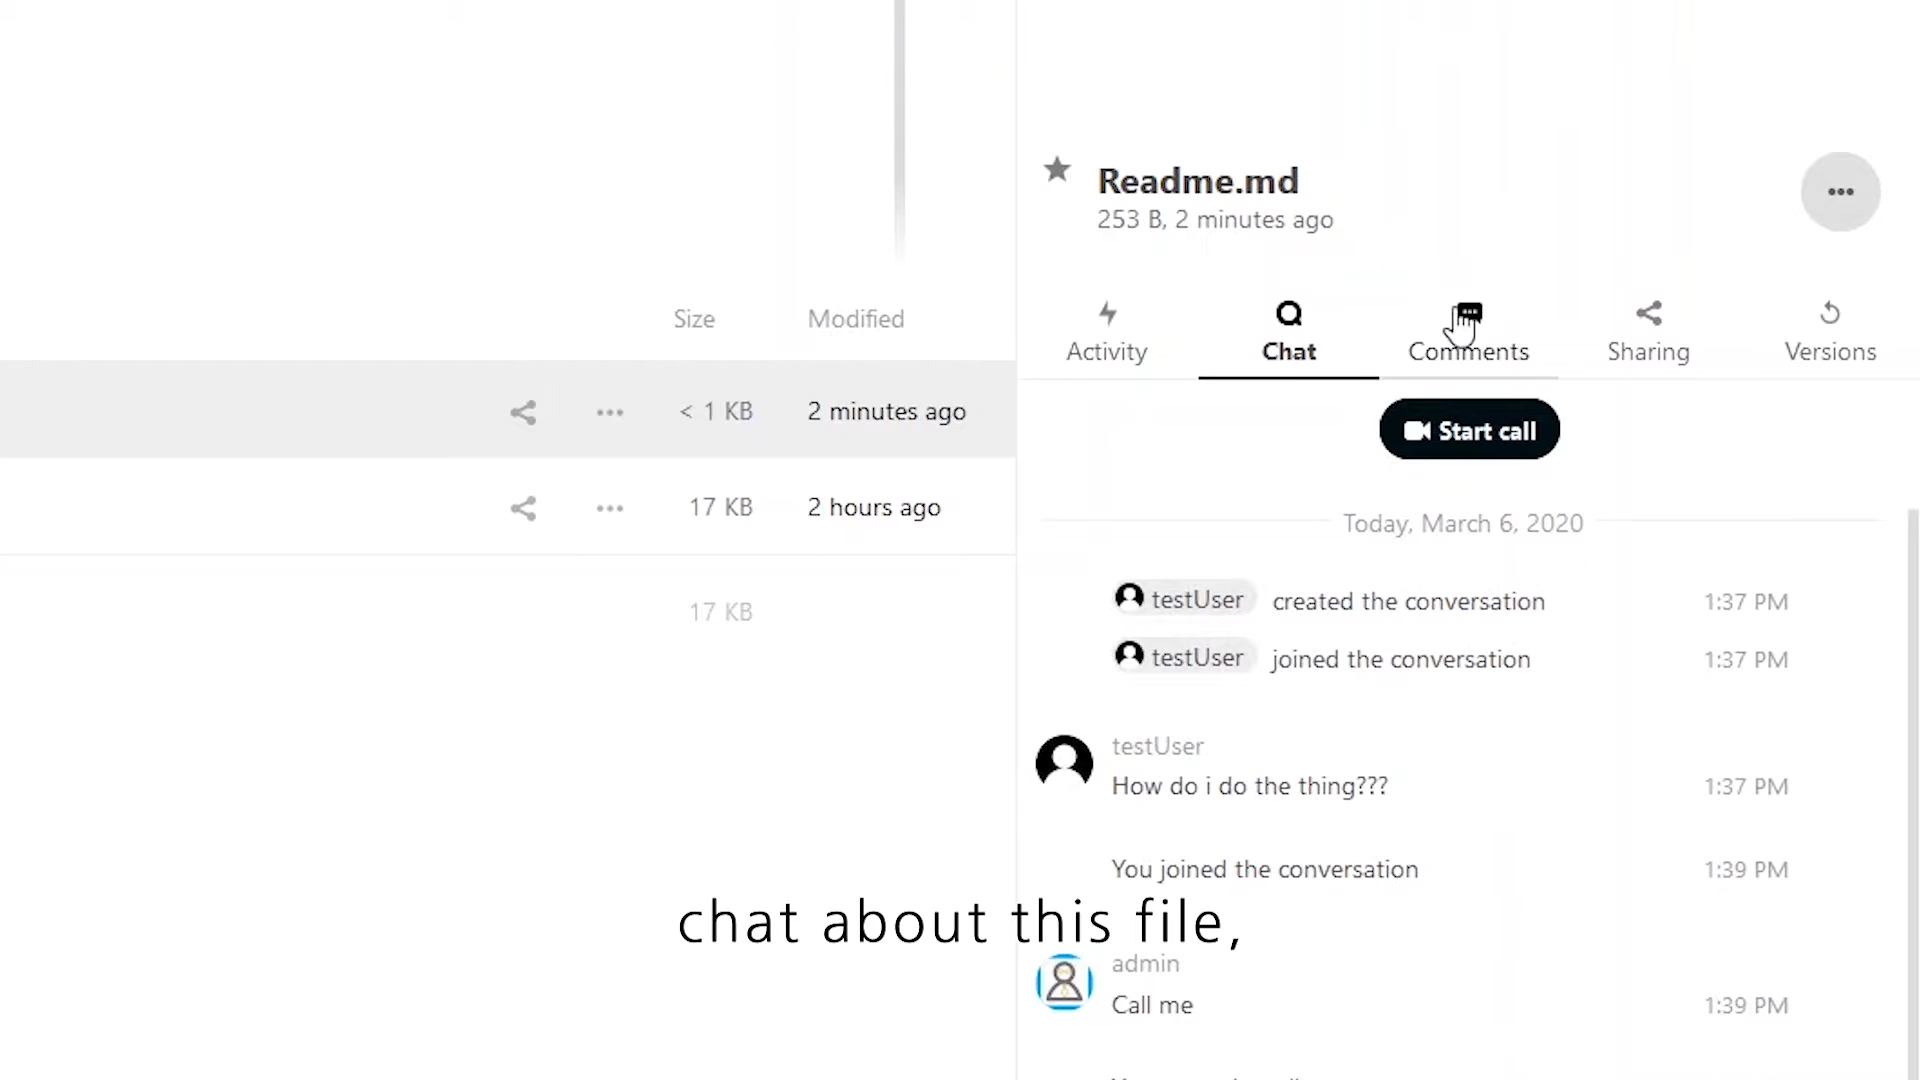 Size Modified
< 1 KB 2 minutes ago
17 KB 2 hours ago
17 KB
Readme.md
253 B, 2 minutes ago
Activity Chat Comments Sharing Versions
Start call
Today, March 6, 2020
testUser created the conversation 1:37 PM
testUser joined the conversation 1:37 PM
testUser
How do i do the thing??? 1:37 PM
You joined the conversation 1:39 PM
chat about this file,
admin
Call me 1:39 PM